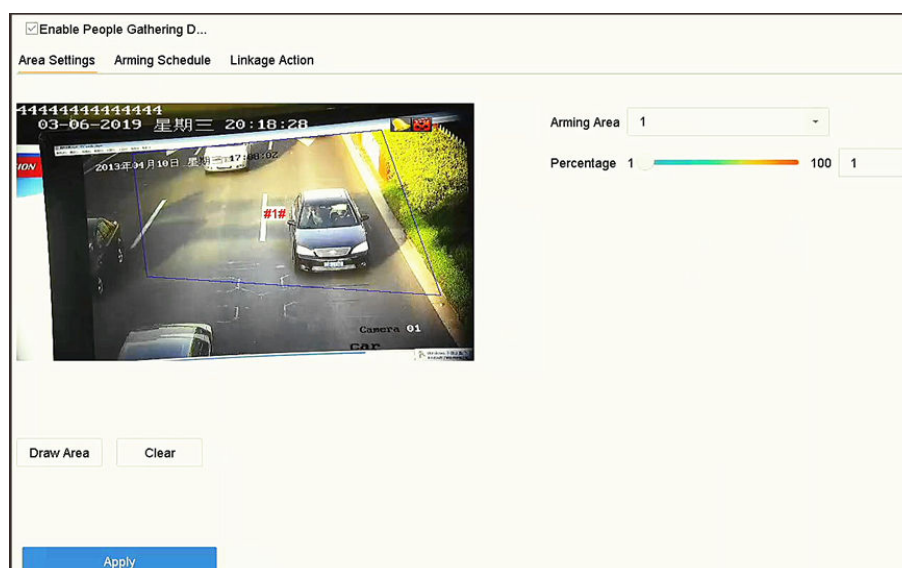 Enable People Gathering D...
Area Settings Arming Schedule Linkage Action
44444444444444
03-06-2019 星期三 20:18:28
2013年04月10日 星期三 17:08:02
ION
#1#
Camera 01
car
Arming Area 1
Percentage 1 100 1
Draw Area Clear
Apply